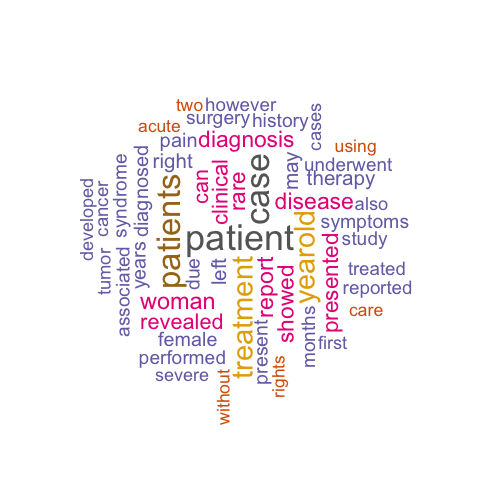 two however
acute surgery history
cases
pain diagnosis
using
right
may
underwent
can
clinical
rare
case
therapy
developed
cancer
syndrome
diagnosed
patients
disease also
yearold
symptoms
patient
presented
study
tumor
associated
years
due
left
treatment
report
showed
treated
woman
reported
revealed
months
care
female
present
first
performed
severe
without
rights